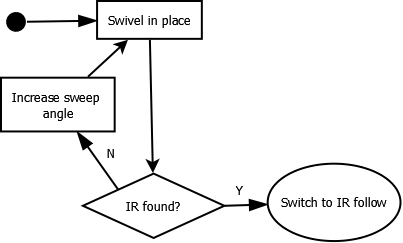 Swivel in place
Increase sweep
angle
N
IR found?
Y
Switch to IR follow